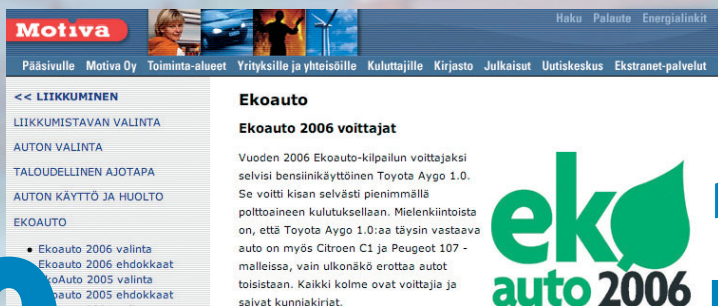 Motiva
Haku Palaute Energialinkit
Pääsivulle Motiva Oy Toiminta-alueet Yrityksille ja yhteisöille Kuluttajille Kirjasto Julkaisut Uutiskeskus Ekstranet-palvelut
<< LIIKKUMINEN
LIIKKUMISTAVAN VALINTA
AUTON VALINTA
TALOUDELLINEN AJOTAPA
AUTON KÄYTTÖ JA HUOLTO
EKOAUTO
• Ekoauto 2006 valinta
Ekoauto 2006 ehdokkaat
koAuto 2005 valinta
oauto 2005 ehdokkaat
Ekoauto
Ekoauto 2006 voittajat
Vuoden 2006 Ekoauto-kilpailun voittajaksi
selvisi bensiinikäyttöinen Toyota Aygo 1.0.
Se voitti kisan selvästi pienimmällä
polttoaineen kulutuksellaan. Mielenkiintoista
on, että Toyota Aygo 1.0:aa täysin vastaava
auto on myös Citroen C1 ja Peugeot 107 -
malleissa, vain ulkonäkö erottaa autot
toisistaan. Kaikki kolme ovat voittajia ja
saivat kunniakirjat.
eko
auto 2006